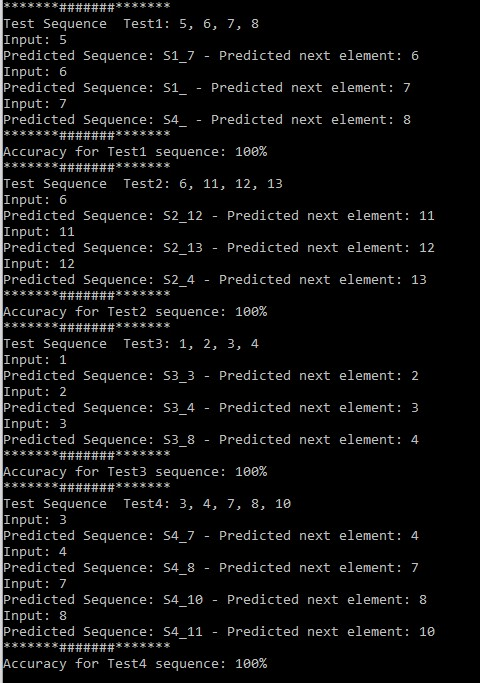 *******#######*******
Test Sequence  Test1: 5, 6, 7, 8
Input: 5
Predicted Sequence: S1_7 - Predicted next element: 6
Input: 6
Predicted Sequence: S1_ - Predicted next element: 7
Input: 7
Predicted Sequence: S4_ - Predicted next element: 8
*******#######*******
Accuracy for Test1 sequence: 100%
*******#######*******
Test Sequence  Test2: 6, 11, 12, 13
Input: 6
Predicted Sequence: S2_12 - Predicted next element: 11
Input: 11
Predicted Sequence: S2_13 - Predicted next element: 12
Input: 12
Predicted Sequence: S2_4 - Predicted next element: 13
*******#######*******
Accuracy for Test2 sequence: 100%
*******#######*******
Test Sequence  Test3: 1, 2, 3, 4
Input: 1
Predicted Sequence: S3_3 - Predicted next element: 2
Input: 2
Predicted Sequence: S3_4 - Predicted next element: 3
Input: 3
Predicted Sequence: S3_8 - Predicted next element: 4
*******#######*******
Accuracy for Test3 sequence: 100%
*******#######*******
Test Sequence  Test4: 3, 4, 7, 8, 10
Input: 3
Predicted Sequence: S4_7 - Predicted next element: 4
Input: 4
Predicted Sequence: S4_8 - Predicted next element: 7
Input: 7
Predicted Sequence: S4_10 - Predicted next element: 8
Input: 8
Predicted Sequence: S4_11 - Predicted next element: 10
*******#######*******
Accuracy for Test4 sequence: 100%